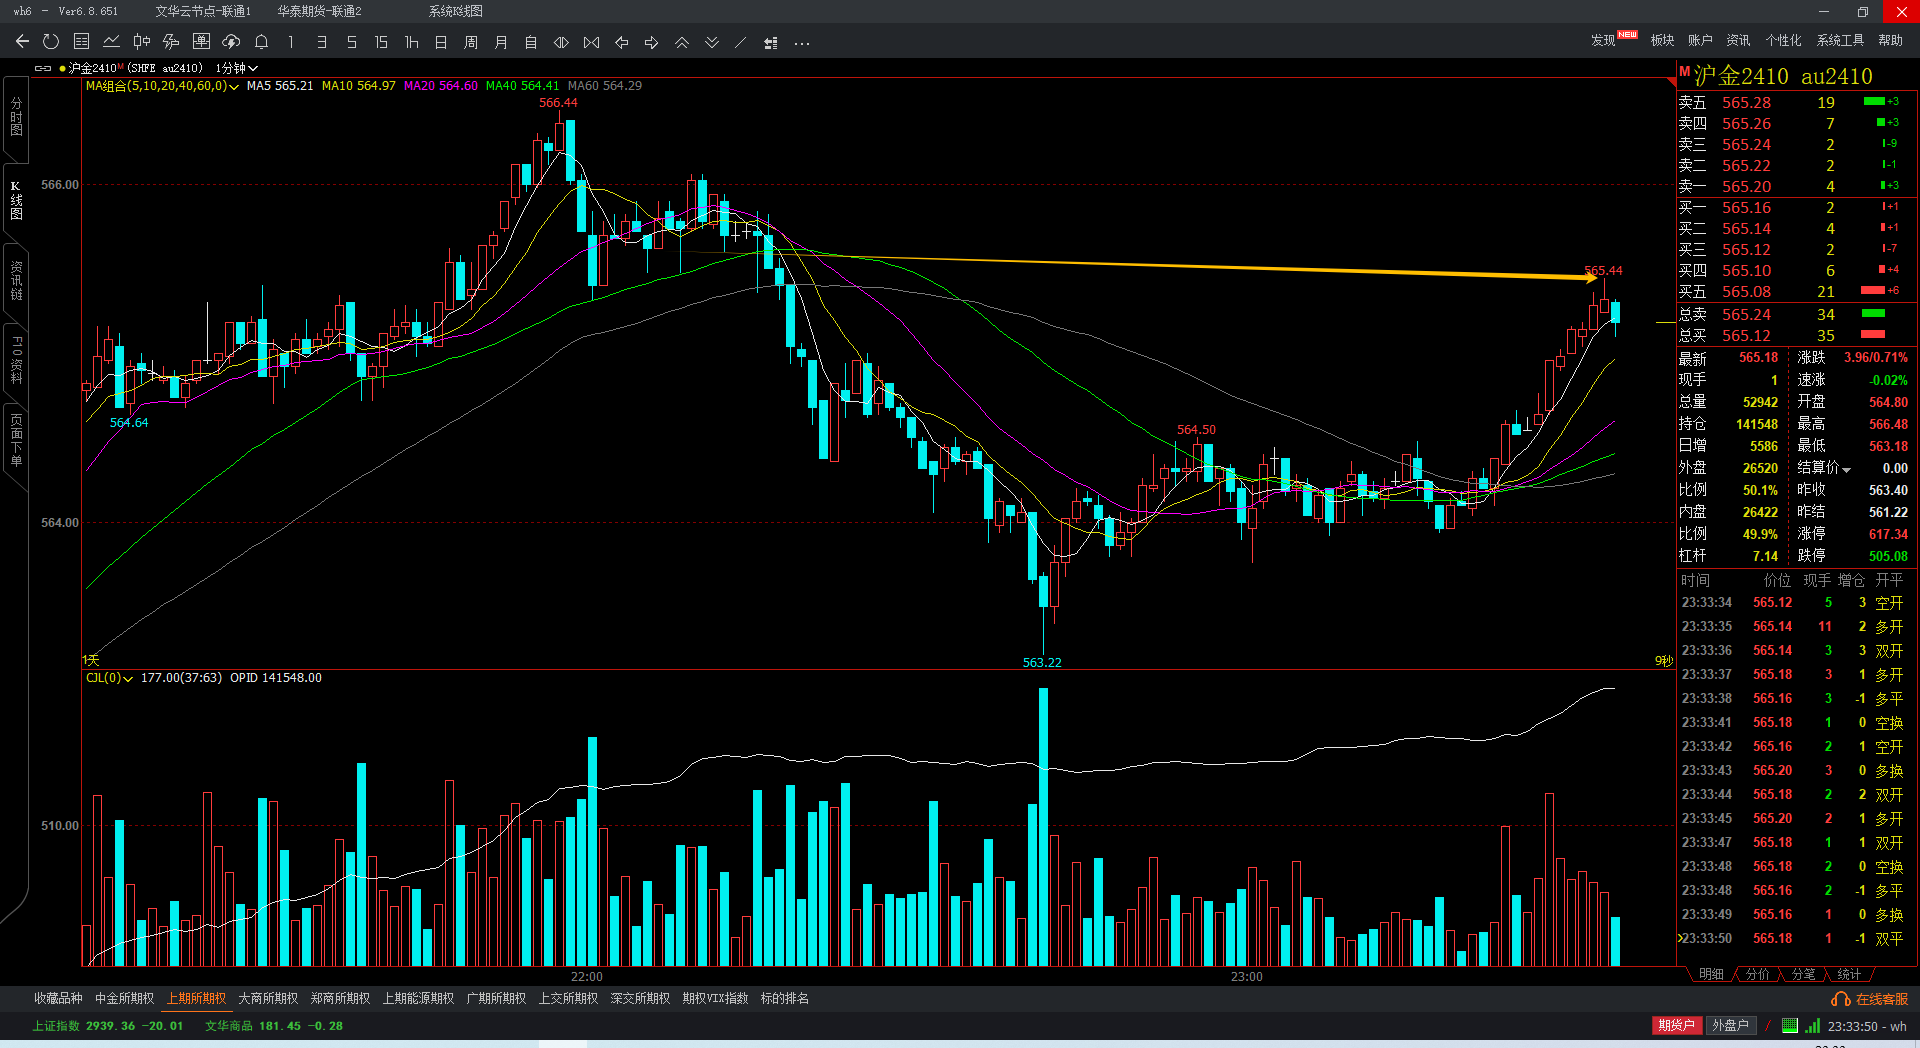 wh6 - Ver6.8.651 文华云节点-联通1 华泰期货-联通2 系统K线图
1 3 5 15 1h 日 周 月 自
发现 NEW 板块 账户 资讯 个性化 系统工具 帮助
沪金2410M(SHFE au2410) 1分钟
MA组合(5,10,20,40,60,0) MA5 565.21 MA10 564.97 MA20 564.60 MA40 564.41 MA60 564.29
分时图
K线图
资讯链
F10资料
页面下单
566.44
566.00
565.44
564.64
564.50
564.00
563.22
1天
9秒
CJL(0) 177.00(37:63) OPID 141548.00
510.00
22:00 23:00
M 沪金2410 au2410
卖五 565.28 19 +3
卖四 565.26 7 +3
卖三 565.24 2 -9
卖二 565.22 2 -1
卖一 565.20 4 +3
买一 565.16 2 +1
买二 565.14 4 +1
买三 565.12 2 -7
买四 565.10 6 +4
买五 565.08 21 +6
总卖 565.24 34
总买 565.12 35
最新 565.18 涨跌 3.96/0.71%
现手 1 速涨 -0.02%
总量 52942 开盘 564.80
持仓 141548 最高 566.48
日增 5586 最低 563.18
外盘 26520 结算价 0.00
比例 50.1% 昨收 563.40
内盘 26422 昨结 561.22
比例 49.9% 涨停 617.34
杠杆 7.14 跌停 505.08
时间 价位 现手 增仓 开平
23:33:34 565.12 5 3 空开
23:33:35 565.14 11 2 多开
23:33:36 565.14 3 3 双开
23:33:37 565.18 3 1 多开
23:33:38 565.16 3 -1 多平
23:33:41 565.18 1 0 空换
23:33:42 565.16 2 1 空开
23:33:43 565.20 3 0 多换
23:33:44 565.18 2 2 双开
23:33:45 565.20 2 1 多开
23:33:47 565.18 1 1 双开
23:33:48 565.18 2 0 空换
23:33:48 565.16 2 -1 多平
23:33:49 565.16 1 0 多换
23:33:50 565.18 1 -1 双平
明细 分价 分笔 统计
收藏品种 中金所期权 上期所期权 大商所期权 郑商所期权 上期能源期权 广期所期权 上交所期权 深交所期权 期权VIX指数 标的排名
在线客服
上证指数 2939.36 -20.01 文华商品 181.45 -0.28
期货户 外盘户 23:33:50 - wh